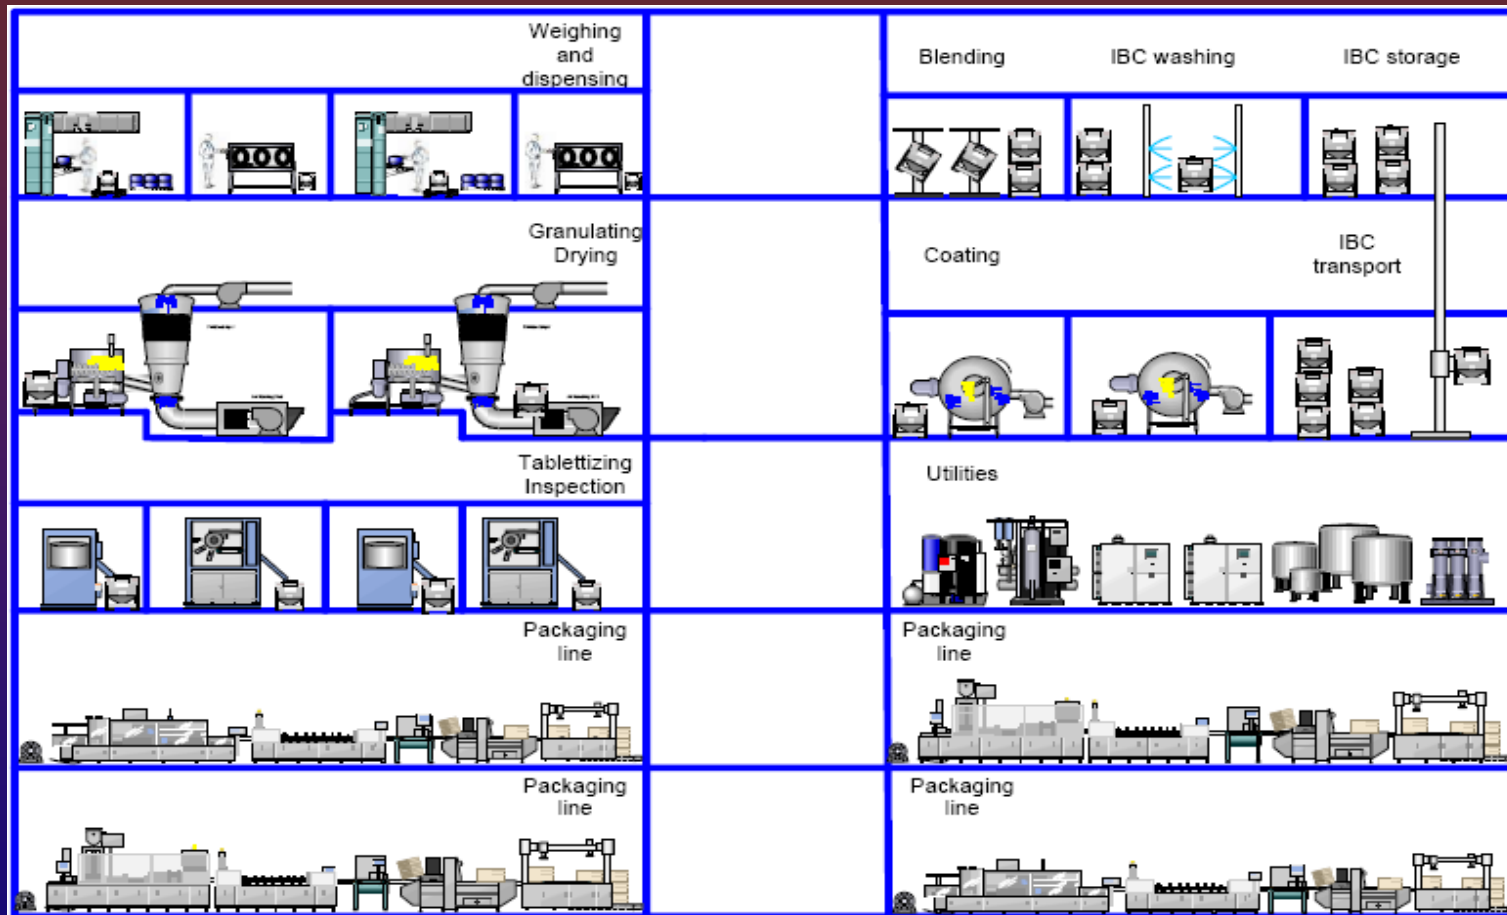 Weighing
and
dispensing
Blending
IBC washing
IBC storage
Granulating
Drying
Coating
IBC
transport
Tablettizing
Inspection
Utilities
Packaging
line
Packaging
line
Packaging
line
Packaging
line